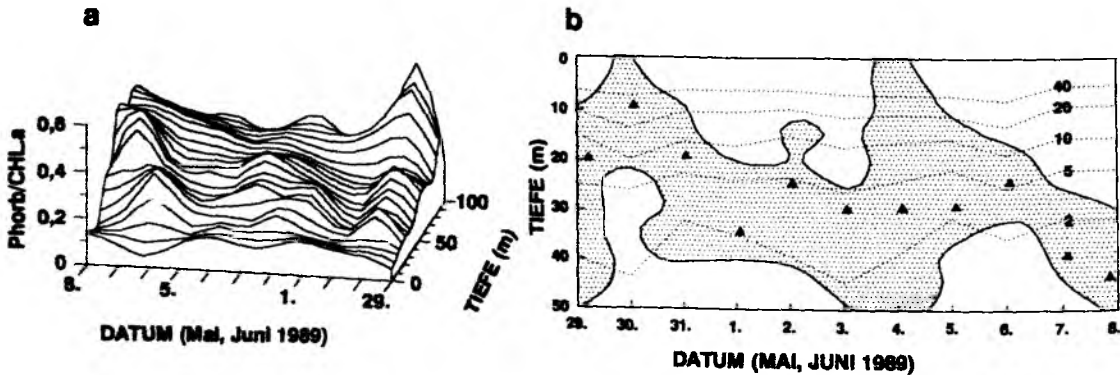 a
Phorb/CHL.a
0,6
0,4
0,2
0
8.
5.
1.
29.
DATUM (Mai, Juni 1989)
0
50
100
TIEFE (m)
b
TIEFE (m)
0
10
20
30
40
50
40
20
10
5
2
29. 30. 31. 1. 2. 3. 4. 5. 6. 7. 8.
DATUM (MAI, JUNI 1989)